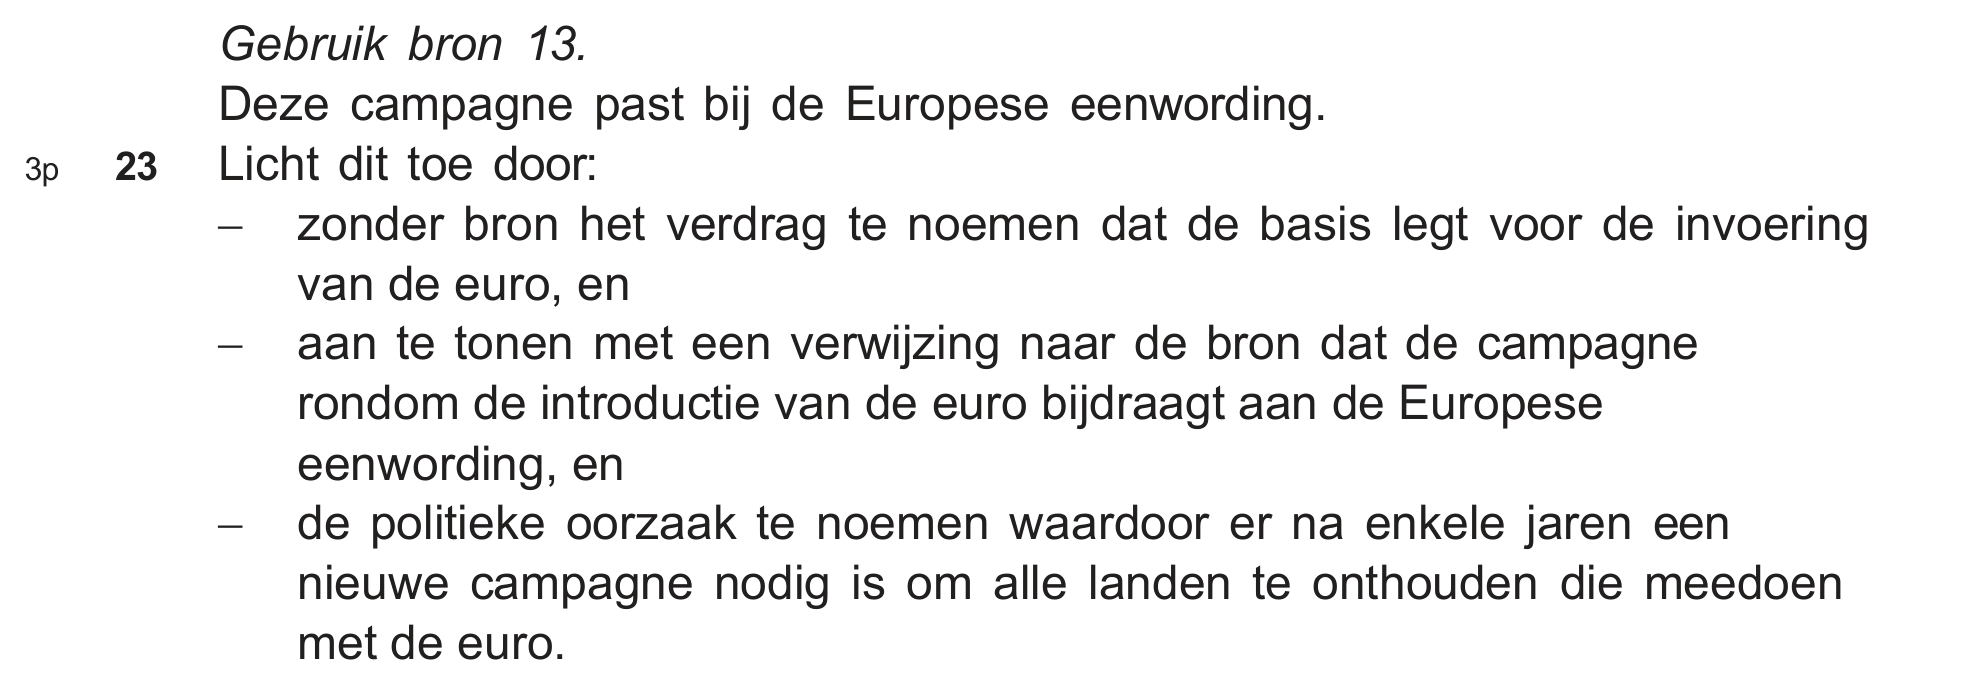 Gebruik bron 13.
Deze campagne past bij de Europese eenwording.
3p 23 Licht dit toe door:
– zonder bron het verdrag te noemen dat de basis legt voor de invoering
van de euro, en
– aan te tonen met een verwijzing naar de bron dat de campagne
rondom de introductie van de euro bijdraagt aan de Europese
eenwording, en
– de politieke oorzaak te noemen waardoor er na enkele jaren een
nieuwe campagne nodig is om alle landen te onthouden die meedoen
met de euro.